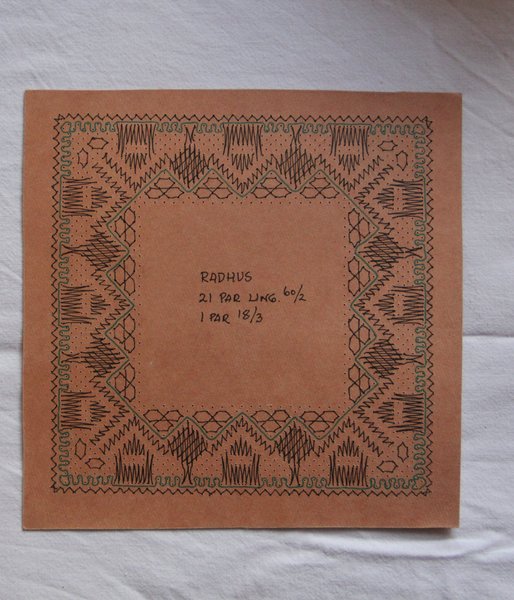 RADHUS
21 PAR LING. 60/2
1 PAR 18/3